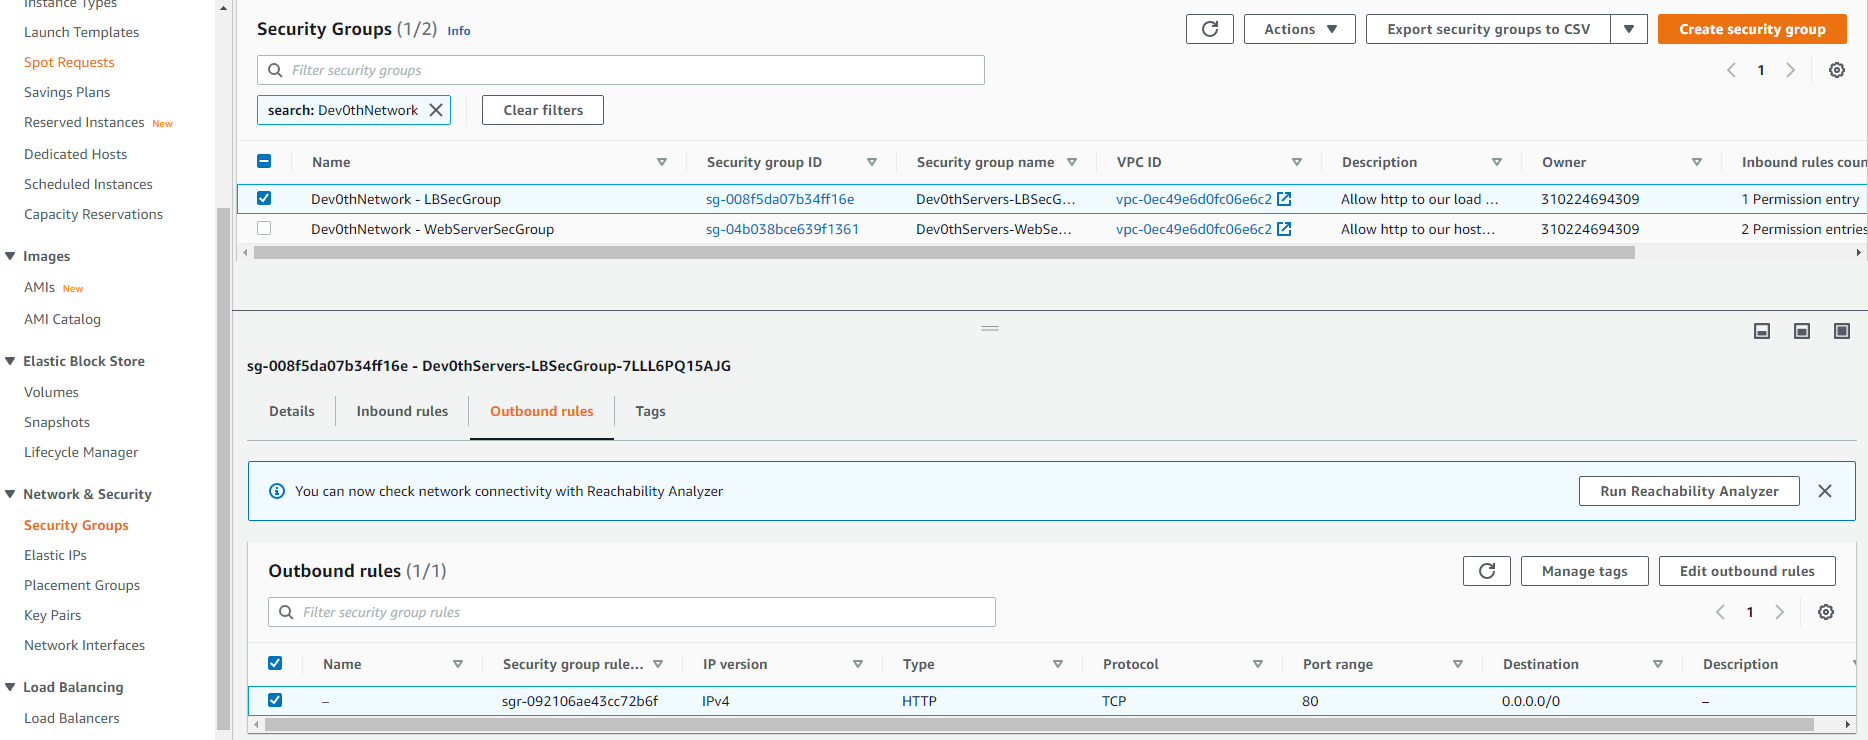 Instance Types
Launch Templates
Spot Requests
Savings Plans
Reserved Instances New
Dedicated Hosts
Scheduled Instances
Capacity Reservations
Images
AMIs New
AMI Catalog
Elastic Block Store
Volumes
Snapshots
Lifecycle Manager
Network & Security
Security Groups
Elastic IPs
Placement Groups
Key Pairs
Network Interfaces
Load Balancing
Load Balancers
Security Groups (1/2) Info
Actions
Export security groups to CSV
Create security group
Filter security groups
1
search: Dev0thNetwork
Clear filters
Name Security group ID Security group name VPC ID Description Owner Inbound rules coun
Dev0thNetwork - LBSecGroup sg-008f5da07b34ff16e Dev0thServers-LBSecG... vpc-0ec49e6d0fc06e6c2 Allow http to our load ... 310224694309 1 Permission entry
Dev0thNetwork - WebServerSecGroup sg-04b038bce639f1361 Dev0thServers-WebSe... vpc-0ec49e6d0fc06e6c2 Allow http to our host... 310224694309 2 Permission entries
sg-008f5da07b34ff16e - Dev0thServers-LBSecGroup-7LLL6PQ15AJG
Details Inbound rules Outbound rules Tags
You can now check network connectivity with Reachability Analyzer
Run Reachability Analyzer
Outbound rules (1/1)
Manage tags
Edit outbound rules
Filter security group rules
1
Name Security group rule... IP version Type Protocol Port range Destination Description
– sgr-092106ae43cc72b6f IPv4 HTTP TCP 80 0.0.0.0/0 –